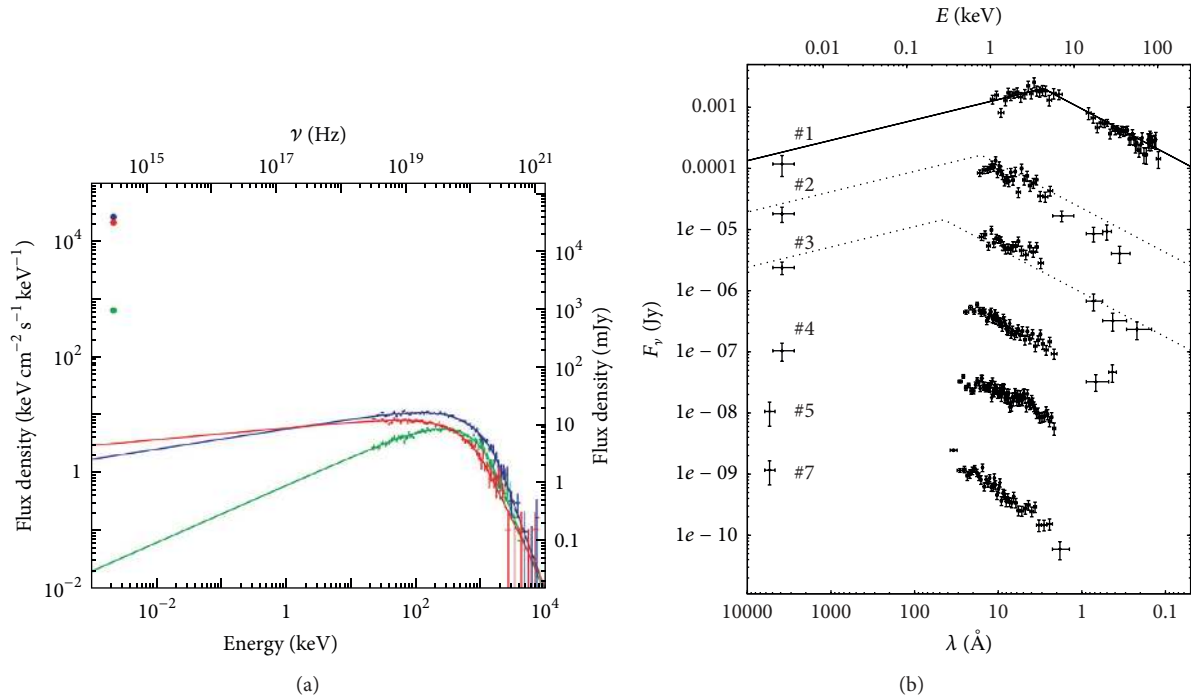 ν (Hz)
10^15 10^17 10^19 10^21
Flux density (keV cm^−2 s^−1 keV^−1)
10^4
10^2
1
10^−2
10^4
10^3
10^2
10
1
0.1
Flux density (mJy)
10^−2 1 10^2 10^4
Energy (keV)
(a)
E (keV)
0.01 0.1 1 10 100
F_ν (Jy)
0.001
0.0001
1e − 05
1e − 06
1e − 07
1e − 08
1e − 09
1e − 10
#1
#2
#3
#4
#5
#7
10000 1000 100 10 1 0.1
λ (Å)
(b)